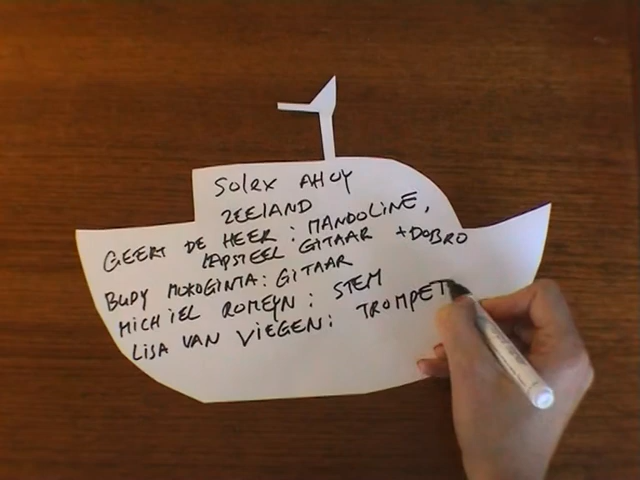 Solex AHOY
ZEELAND
GEERT DE HEER : MANDOLINE,
LAPSTEEL GITAAR + DOBRO
BUDY MOKOGINTA : GITAAR
MICHIEL ROMEYN : STEM
LISA VAN VIEGEN : TROMPET